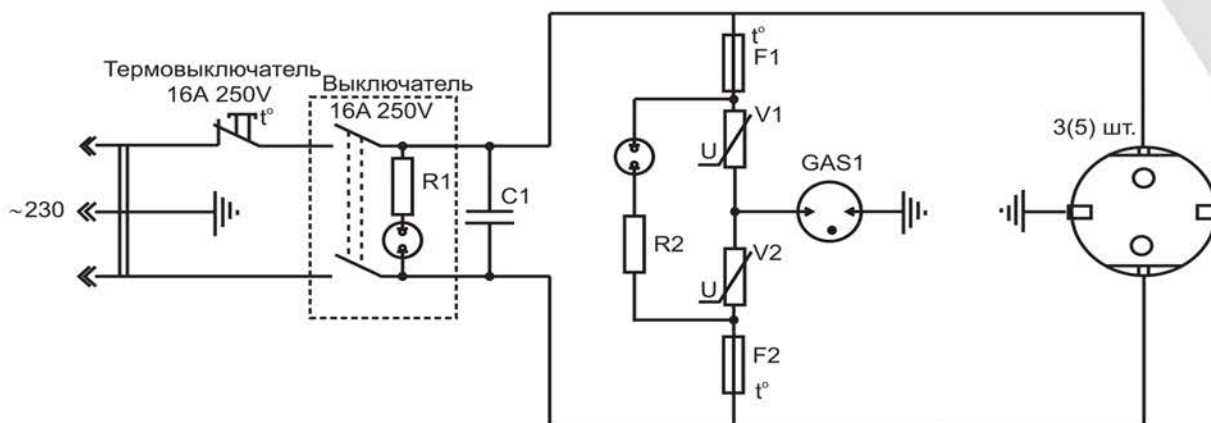 Термовыключатель
16А 250V
t°
Выключатель
16А 250V
~230
R1
C1
t°
F1
V1
U
GAS1
R2
V2
U
F2
t°
3(5) шт.